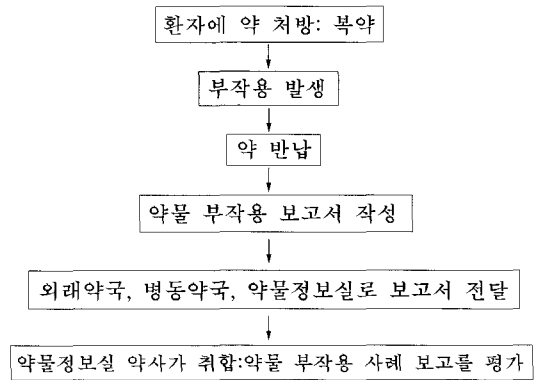 환자에 약 처방: 복약
부작용 발생
약 반납
약물 부작용 보고서 작성
외래약국, 병동약국, 약물정보실로 보고서 전달
약물정보실 약사가 취합:약물 부작용 사례 보고를 평가